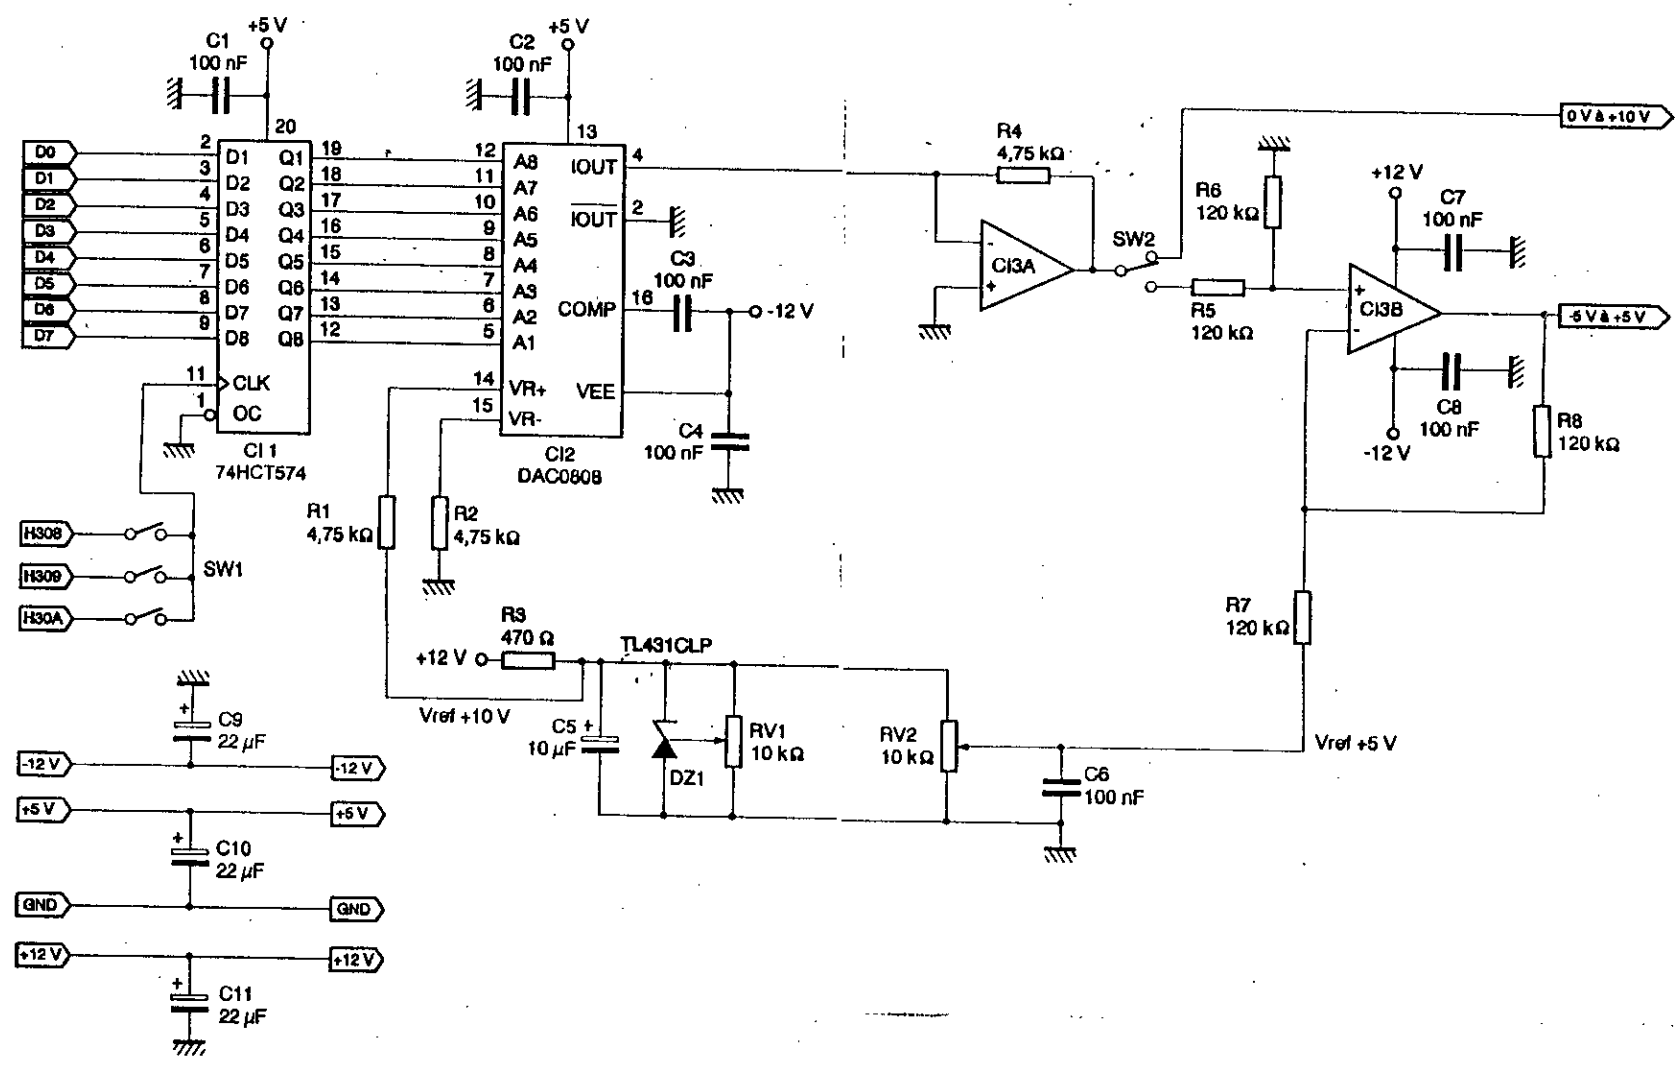 +5 V
C1
100 nF
20
+5 V
C2
100 nF
13
D0
D1
D2
D3
D4
D5
D6
D7
2
3
4
5
6
7
8
9
D1
D2
D3
D4
D5
D6
D7
D8
Q1
Q2
Q3
Q4
Q5
Q6
Q7
Q8
19
18
17
16
15
14
13
12
12
11
10
9
8
7
6
5
A8
A7
A6
A5
A4
A3
A2
A1
IOUT
4
IOUT
2
COMP
16
C3
100 nF
-12 V
VEE
C4
100 nF
11
CLK
1
OC
CI 1
74HCT574
14
VR+
15
VR-
CI2
DAC0808
H308
H309
H30A
SW1
R1
4,75 kΩ
R2
4,75 kΩ
R4
4,75 kΩ
-
+
CI3A
SW2
0 V à +10 V
R6
120 kΩ
R5
120 kΩ
+12 V
C7
100 nF
+
-
CI3B
-5 V à +5 V
C8
100 nF
-12 V
R8
120 kΩ
R7
120 kΩ
R3
470 Ω
+12 V
TL431CLP
Vref +10 V
C5
+
10 µF
DZ1
RV1
10 kΩ
RV2
10 kΩ
Vref +5 V
C6
100 nF
+
C9
22 µF
-12 V
-12 V
+5 V
+5 V
+
C10
22 µF
GND
GND
+12 V
+12 V
+
C11
22 µF